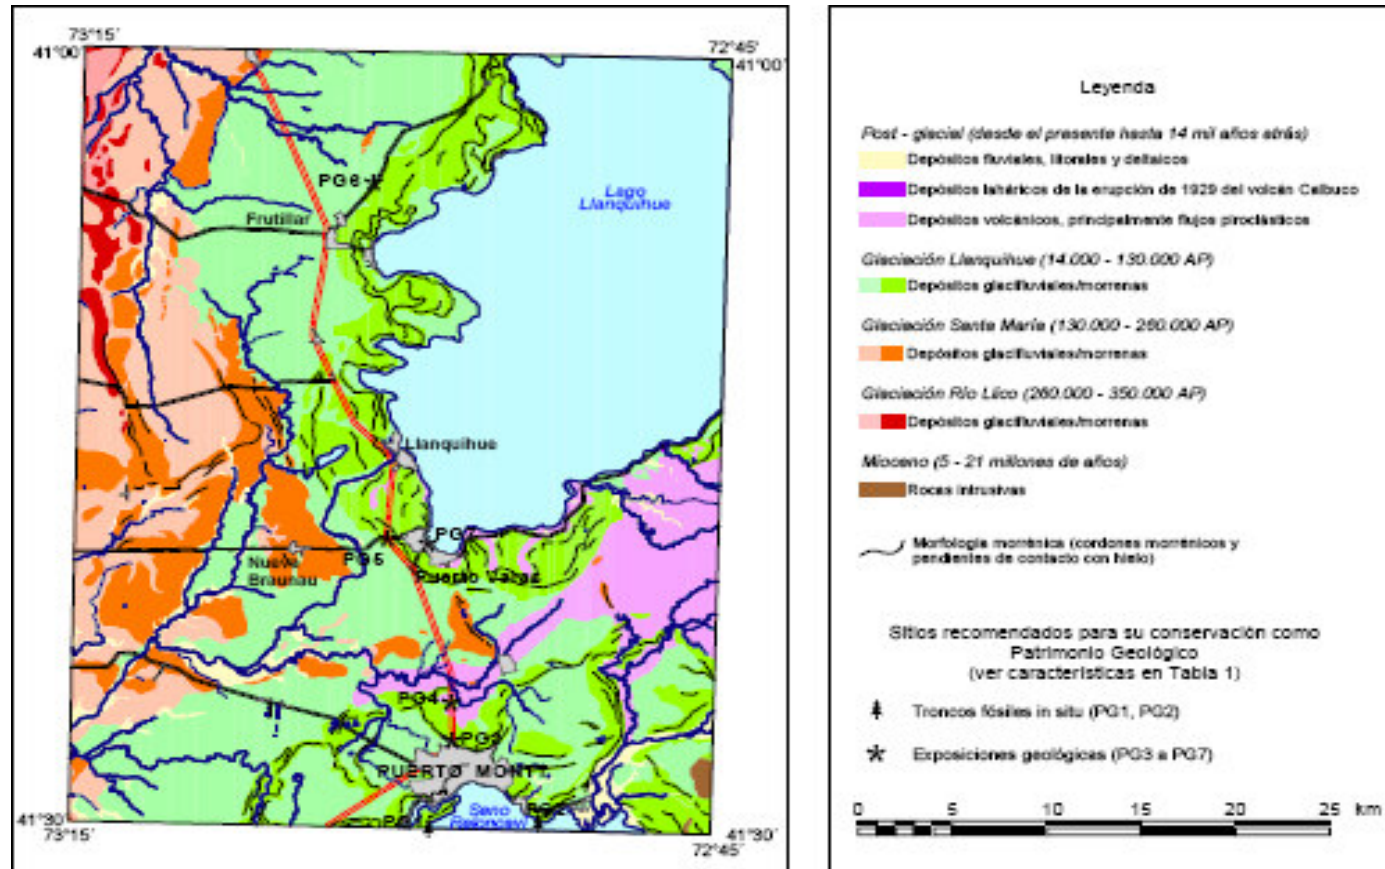 73°15'
41°00'
72°45'
41°00'
Lago
Llanquihue
PG6
Frutillar
Llanquihue
PG7
PG5
Nueva
Braunau
Puerto Varas
PG4
PG3
PUERTO MONTT
Seno
Reloncaví
41°30'
73°15'
41°30'
72°45'
Leyenda
Post - glacial (desde el presente hasta 14 mil años atrás)
Depósitos fluviales, litorales y deltaicos
Depósitos laháricos de la erupción de 1929 del volcán Calbuco
Depósitos volcánicos, principalmente flujos piroclásticos
Glaciación Llanquihue (14.000 - 130.000 AP)
Depósitos glacifluviales/morrenas
Glaciación Santa María (130.000 - 260.000 AP)
Depósitos glacifluviales/morrenas
Glaciación Río Llico (260.000 - 350.000 AP)
Depósitos glacifluviales/morrenas
Mioceno (5 - 21 millones de años)
Rocas Intrusivas
Morfología morrénica (cordones morrénicos y
pendientes de contacto con hielo)
Sitios recomendados para su conservación como
Patrimonio Geológico
(ver características en Tabla 1)
Troncos fósiles in situ (PG1, PG2)
Exposiciones geológicas (PG3 a PG7)
0 5 10 15 20 25 km